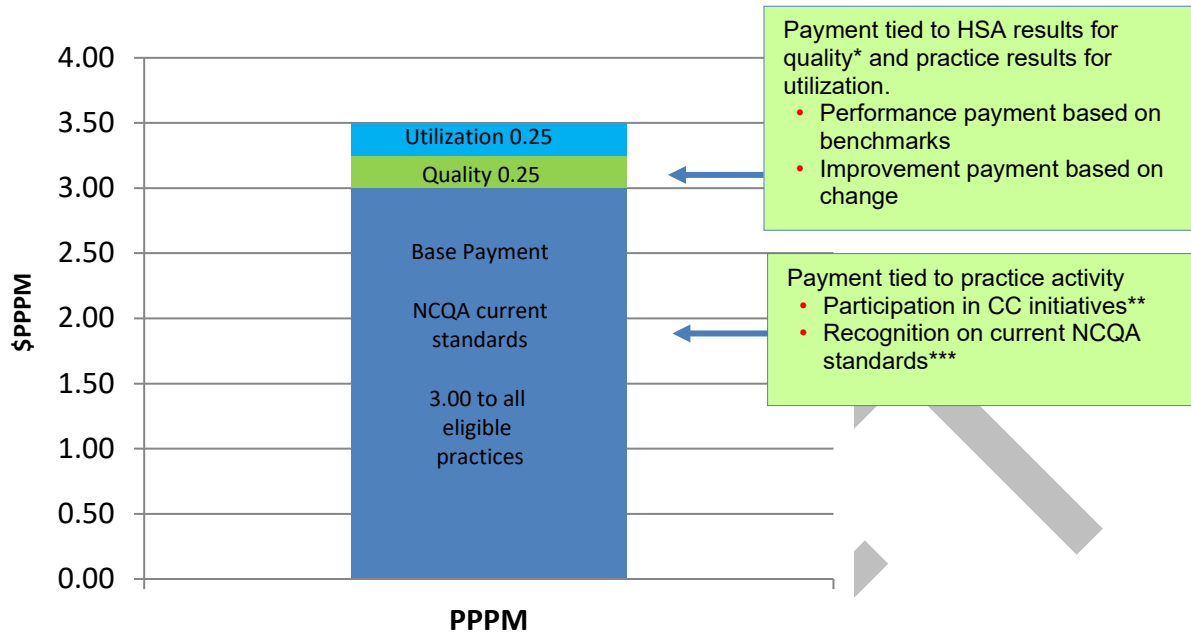 4.00
3.50
3.00
2.50
2.00
1.50
1.00
0.50
0.00
$PPPM
PPPM
Utilization 0.25
Quality 0.25
Base Payment
NCQA current
standards
3.00 to all
eligible
practices
Payment tied to HSA results for
quality* and practice results for
utilization.
• Performance payment based on
benchmarks
• Improvement payment based on
change
Payment tied to practice activity
• Participation in CC initiatives**
• Recognition on current NCQA
standards***